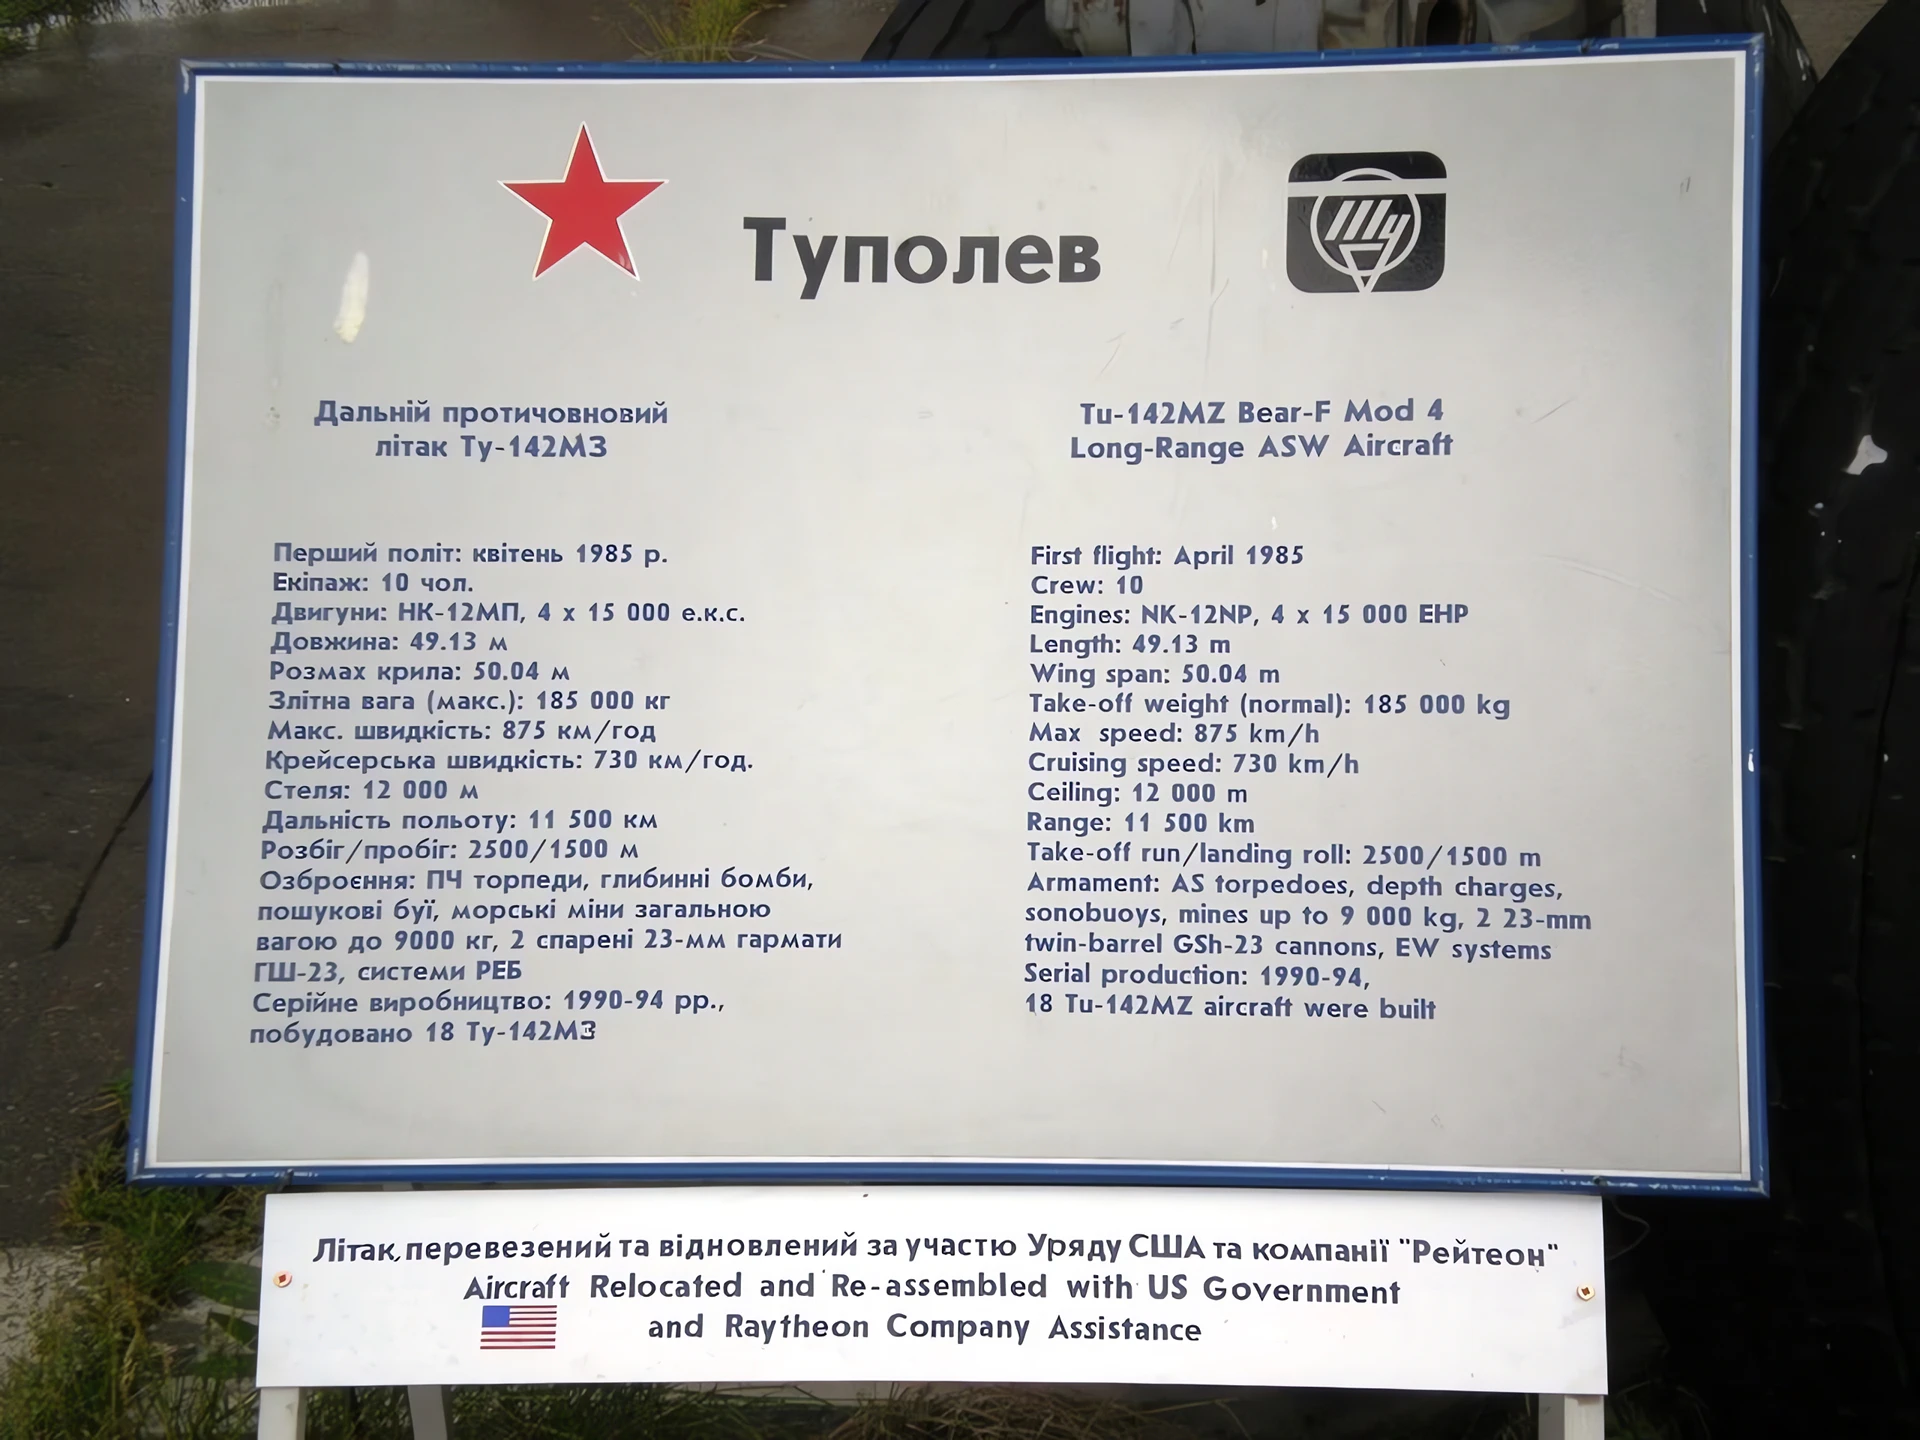 Туполев
Ту
Дальній протичовновий
літак Ту-142МЗ
Перший політ: квітень 1985 р.
Екіпаж: 10 чол.
Двигуни: НК-12МП, 4 х 15 000 е.к.с.
Довжина: 49.13 м
Розмах крила: 50.04 м
Злітна вага (макс.): 185 000 кг
Макс. швидкість: 875 км/год
Крейсерська швидкість: 730 км/год.
Стеля: 12 000 м
Дальність польоту: 11 500 км
Розбіг/пробіг: 2500/1500 м
Озброєння: ПЧ торпеди, глибинні бомби,
пошукові буї, морські міни загальною
вагою до 9000 кг, 2 спарені 23-мм гармати
ГШ-23, системи РЕБ
Серійне виробництво: 1990-94 рр.,
побудовано 18 Ту-142МЗ
Tu-142MZ Bear-F Mod 4
Long-Range ASW Aircraft
First flight: April 1985
Crew: 10
Engines: NK-12NP, 4 x 15 000 EHP
Length: 49.13 m
Wing span: 50.04 m
Take-off weight (normal): 185 000 kg
Max speed: 875 km/h
Cruising speed: 730 km/h
Ceiling: 12 000 m
Range: 11 500 km
Take-off run/landing roll: 2500/1500 m
Armament: AS torpedoes, depth charges,
sonobuoys, mines up to 9 000 kg, 2 23-mm
twin-barrel GSh-23 cannons, EW systems
Serial production: 1990-94,
18 Tu-142MZ aircraft were built
Літак, перевезений та відновлений за участю Уряду США та компанії "Рейтеон"
Aircraft Relocated and Re-assembled with US Government
and Raytheon Company Assistance